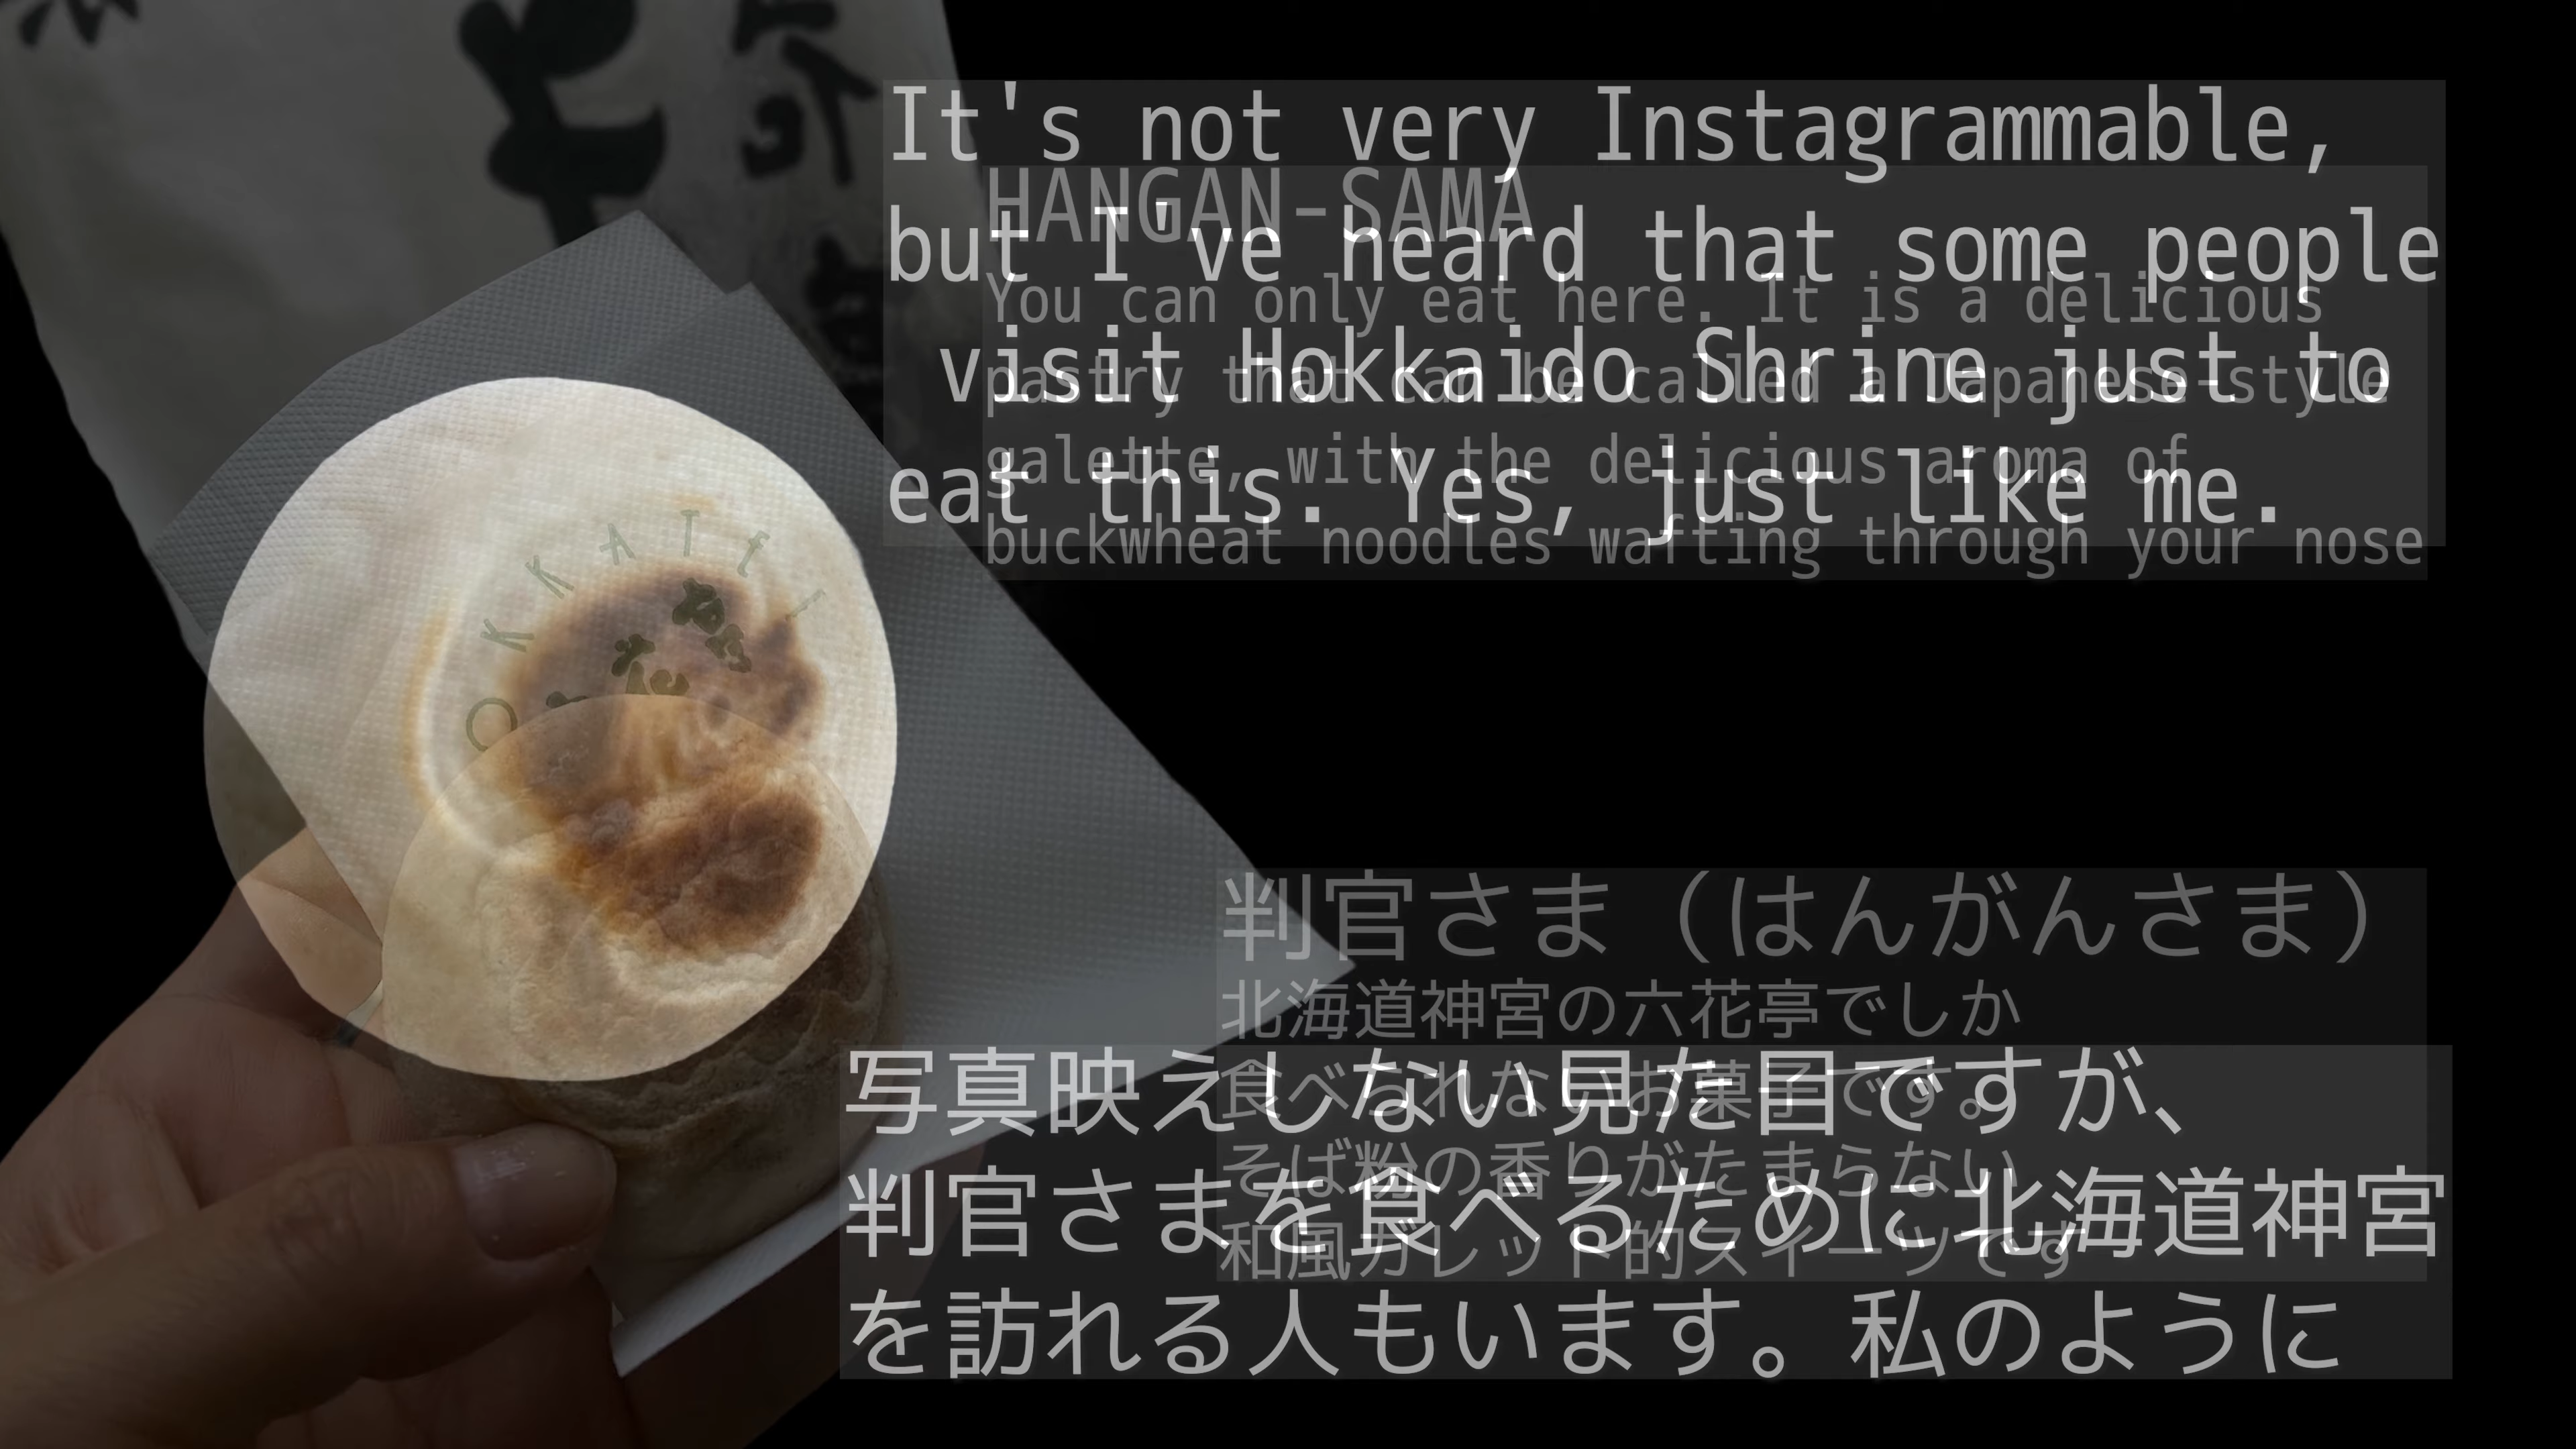 It's not very Instagrammable,
but I've heard that some people
visit Hokkaido Shrine just to
eat this. Yes, just like me.
HANGAN-SAMA
You can only eat here. It is a delicious
pastry that can be called a Japanese-style
galette, with the delicious aroma of
buckwheat noodles wafting through your nose
OKKATEI
判官さま（はんがんさま）
北海道神宮の六花亭でしか
食べられないお菓子です。
そば粉の香りがたまらない
和風ガレット的スイーツです
写真映えしない見た目ですが、
判官さまを食べるために北海道神宮
を訪れる人もいます。私のように